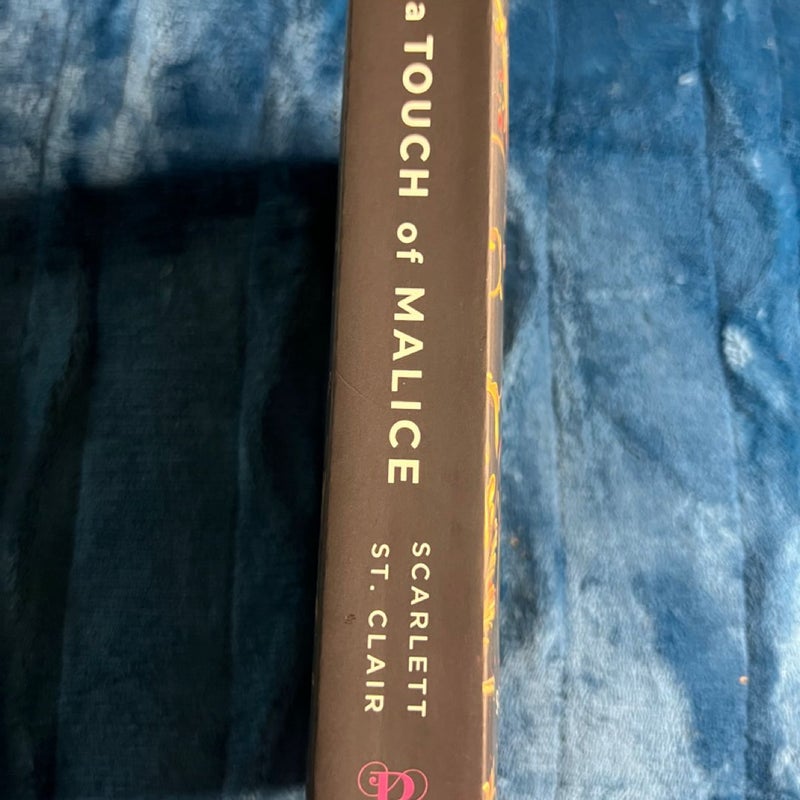 a TOUCH of MALICE
SCARLETT
ST. CLAIR